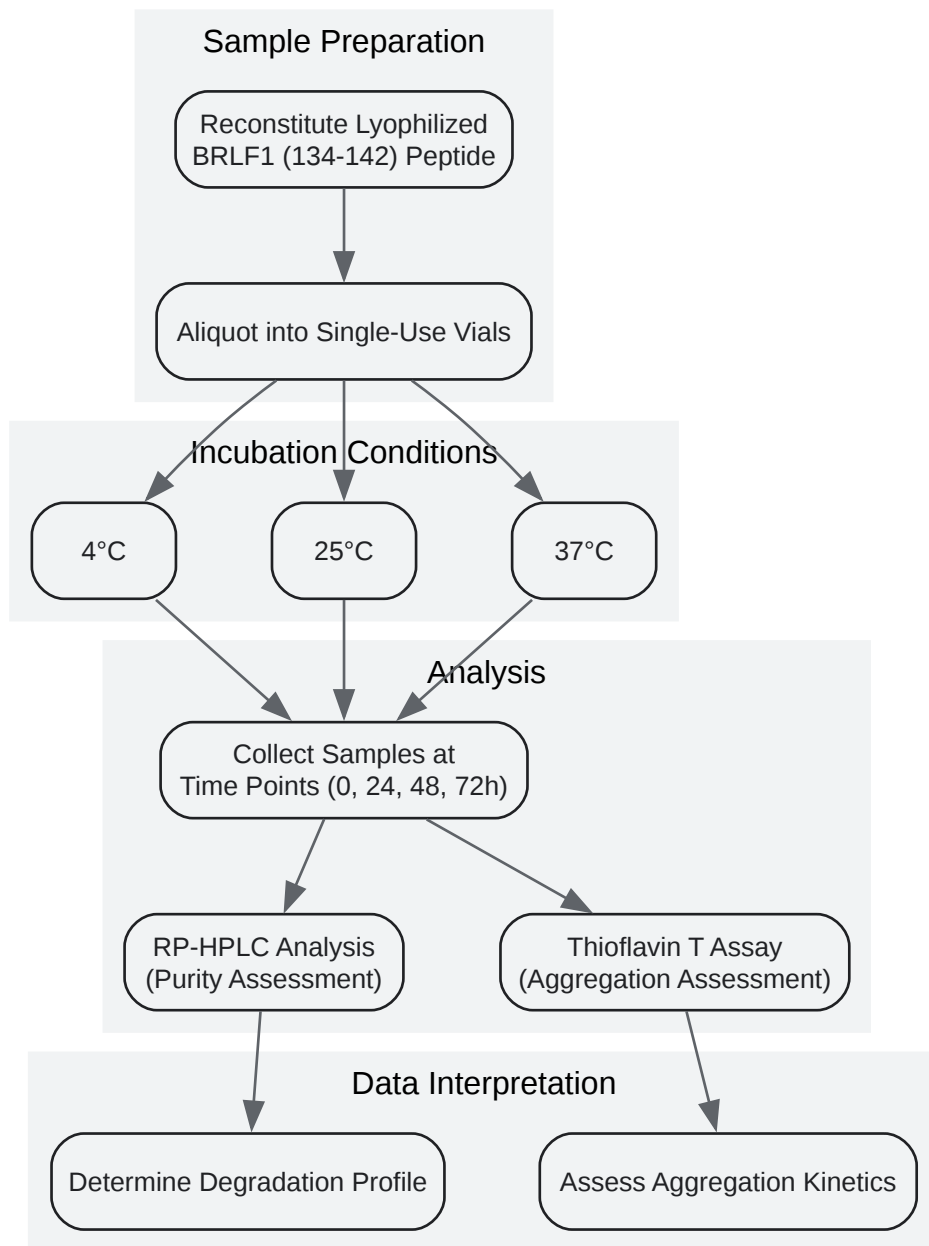 Sample Preparation
Reconstitute Lyophilized
BRLF1 (134-142) Peptide
Aliquot into Single-Use Vials
Incubation Conditions
4°C
25°C
37°C
Analysis
Collect Samples at
Time Points (0, 24, 48, 72h)
RP-HPLC Analysis
(Purity Assessment)
Thioflavin T Assay
(Aggregation Assessment)
Data Interpretation
Determine Degradation Profile
Assess Aggregation Kinetics